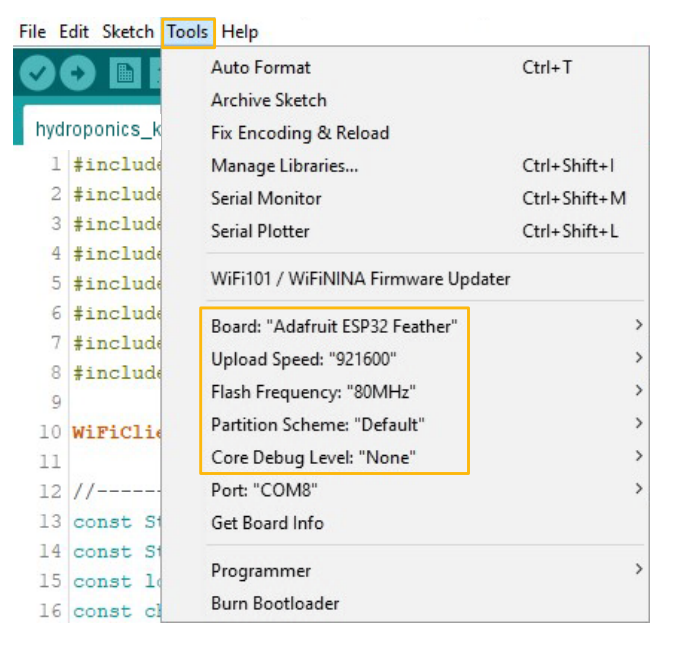 File Edit Sketch Tools Help
Auto Format Ctrl+T
Archive Sketch
hydroponics_k Fix Encoding & Reload
1 #include Manage Libraries... Ctrl+Shift+I
2 #include Serial Monitor Ctrl+Shift+M
3 #include Serial Plotter Ctrl+Shift+L
4 #include
5 #include WiFi101 / WiFiNINA Firmware Updater
6 #include Board: "Adafruit ESP32 Feather"
7 #include Upload Speed: "921600"
8 #include Flash Frequency: "80MHz"
9 Partition Scheme: "Default"
10 WiFiClie Core Debug Level: "None"
11
12 //------ Port: "COM8"
13 const St Get Board Info
14 const St
15 const lo Programmer
16 const ch Burn Bootloader